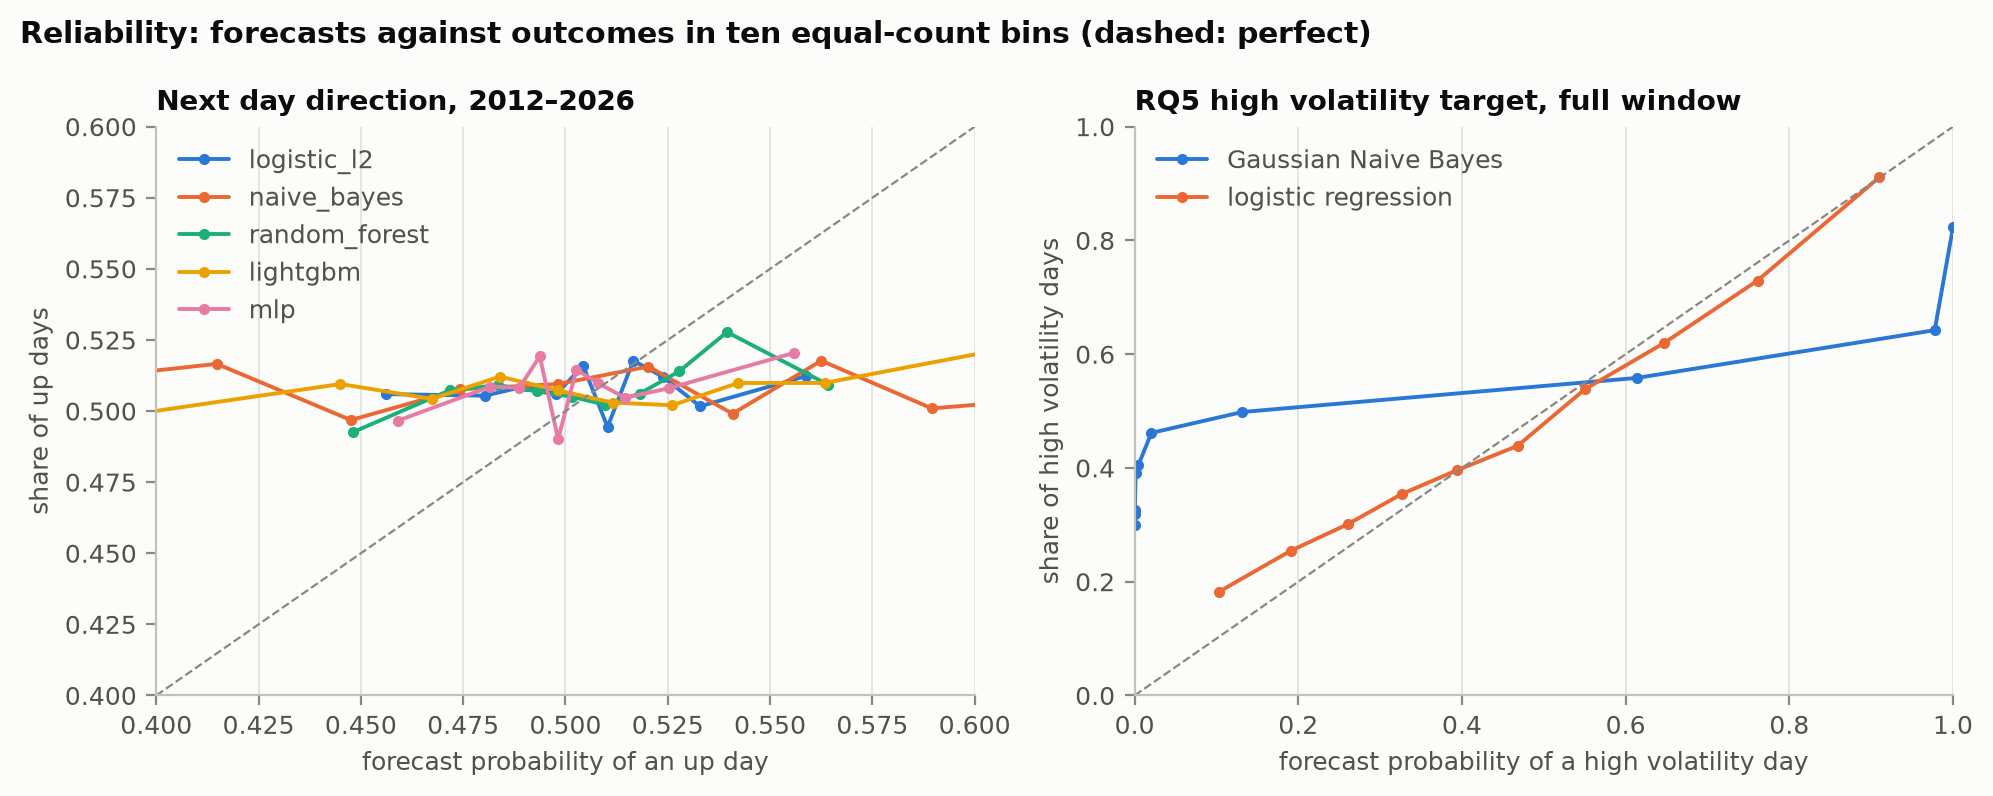 Reliability: forecasts against outcomes in ten equal-count bins (dashed: perfect)
Next day direction, 2012–2026
share of up days
0.600
0.575
0.550
0.525
0.500
0.475
0.450
0.425
0.400
logistic_l2
naive_bayes
random_forest
lightgbm
mlp
0.400 0.425 0.450 0.475 0.500 0.525 0.550 0.575 0.600
forecast probability of an up day
RQ5 high volatility target, full window
share of high volatility days
1.0
0.8
0.6
0.4
0.2
0.0
Gaussian Naive Bayes
logistic regression
0.0 0.2 0.4 0.6 0.8 1.0
forecast probability of a high volatility day